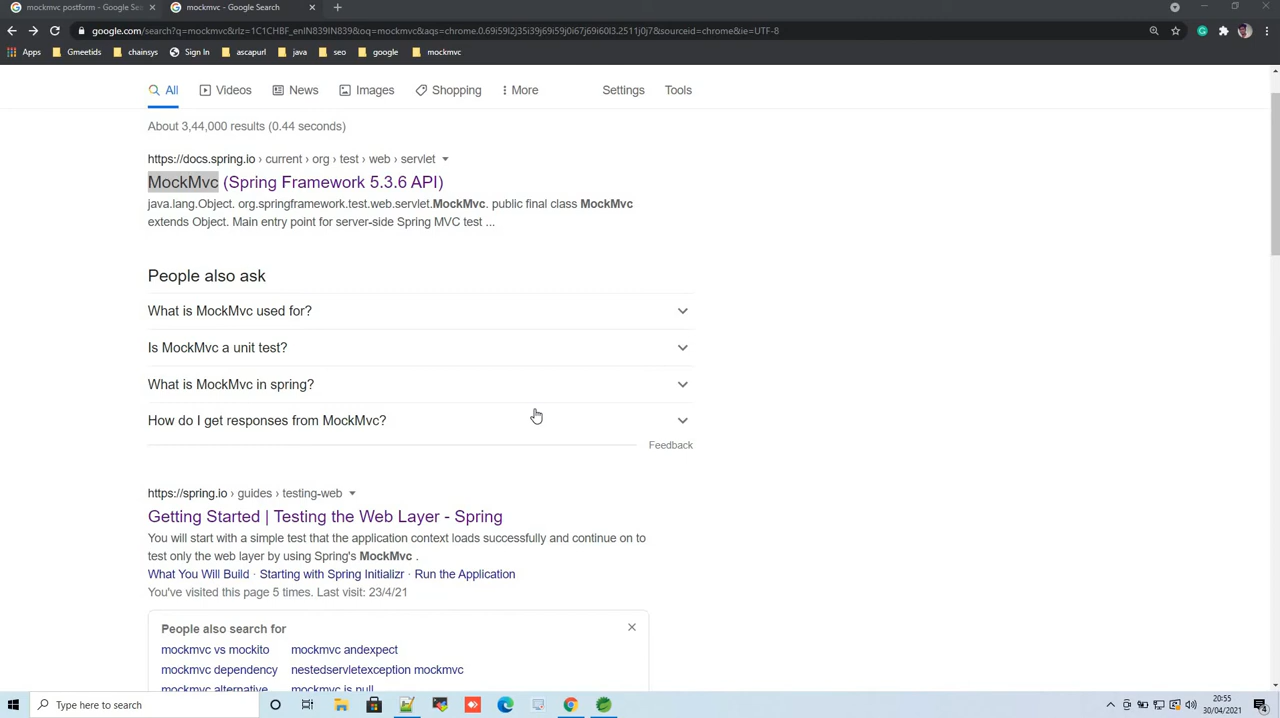 mockmvc postform - Google Sea
mockmvc - Google Search
google.com/search?q=mockmvc&rlz=1C1CHBF_enIN839IN839&oq=mockmvc&aqs=chrome.0.69i59l2j35i39j69i59j0i67j69i60l3.2511j0j7&sourceid=chrome&ie=UTF-8
Apps Gmeetids chainsys Sign In ascapurl java seo google mockmvc
All Videos News Images Shopping More Settings Tools
About 3,44,000 results (0.44 seconds)
https://docs.spring.io › current › org › test › web › servlet
MockMvc (Spring Framework 5.3.6 API)
java.lang.Object. org.springframework.test.web.servlet.MockMvc. public final class MockMvc
extends Object. Main entry point for server-side Spring MVC test ...
People also ask
What is MockMvc used for?
Is MockMvc a unit test?
What is MockMvc in spring?
How do I get responses from MockMvc?
Feedback
https://spring.io › guides › testing-web
Getting Started | Testing the Web Layer - Spring
You will start with a simple test that the application context loads successfully and continue on to
test only the web layer by using Spring's MockMvc .
What You Will Build · Starting with Spring Initializr · Run the Application
You've visited this page 5 times. Last visit: 23/4/21
People also search for
mockmvc vs mockito mockmvc andexpect
mockmvc dependency nestedservletexception mockmvc
mockmvc alternative mockmvc is null
Type here to search
20:55
30/04/2021